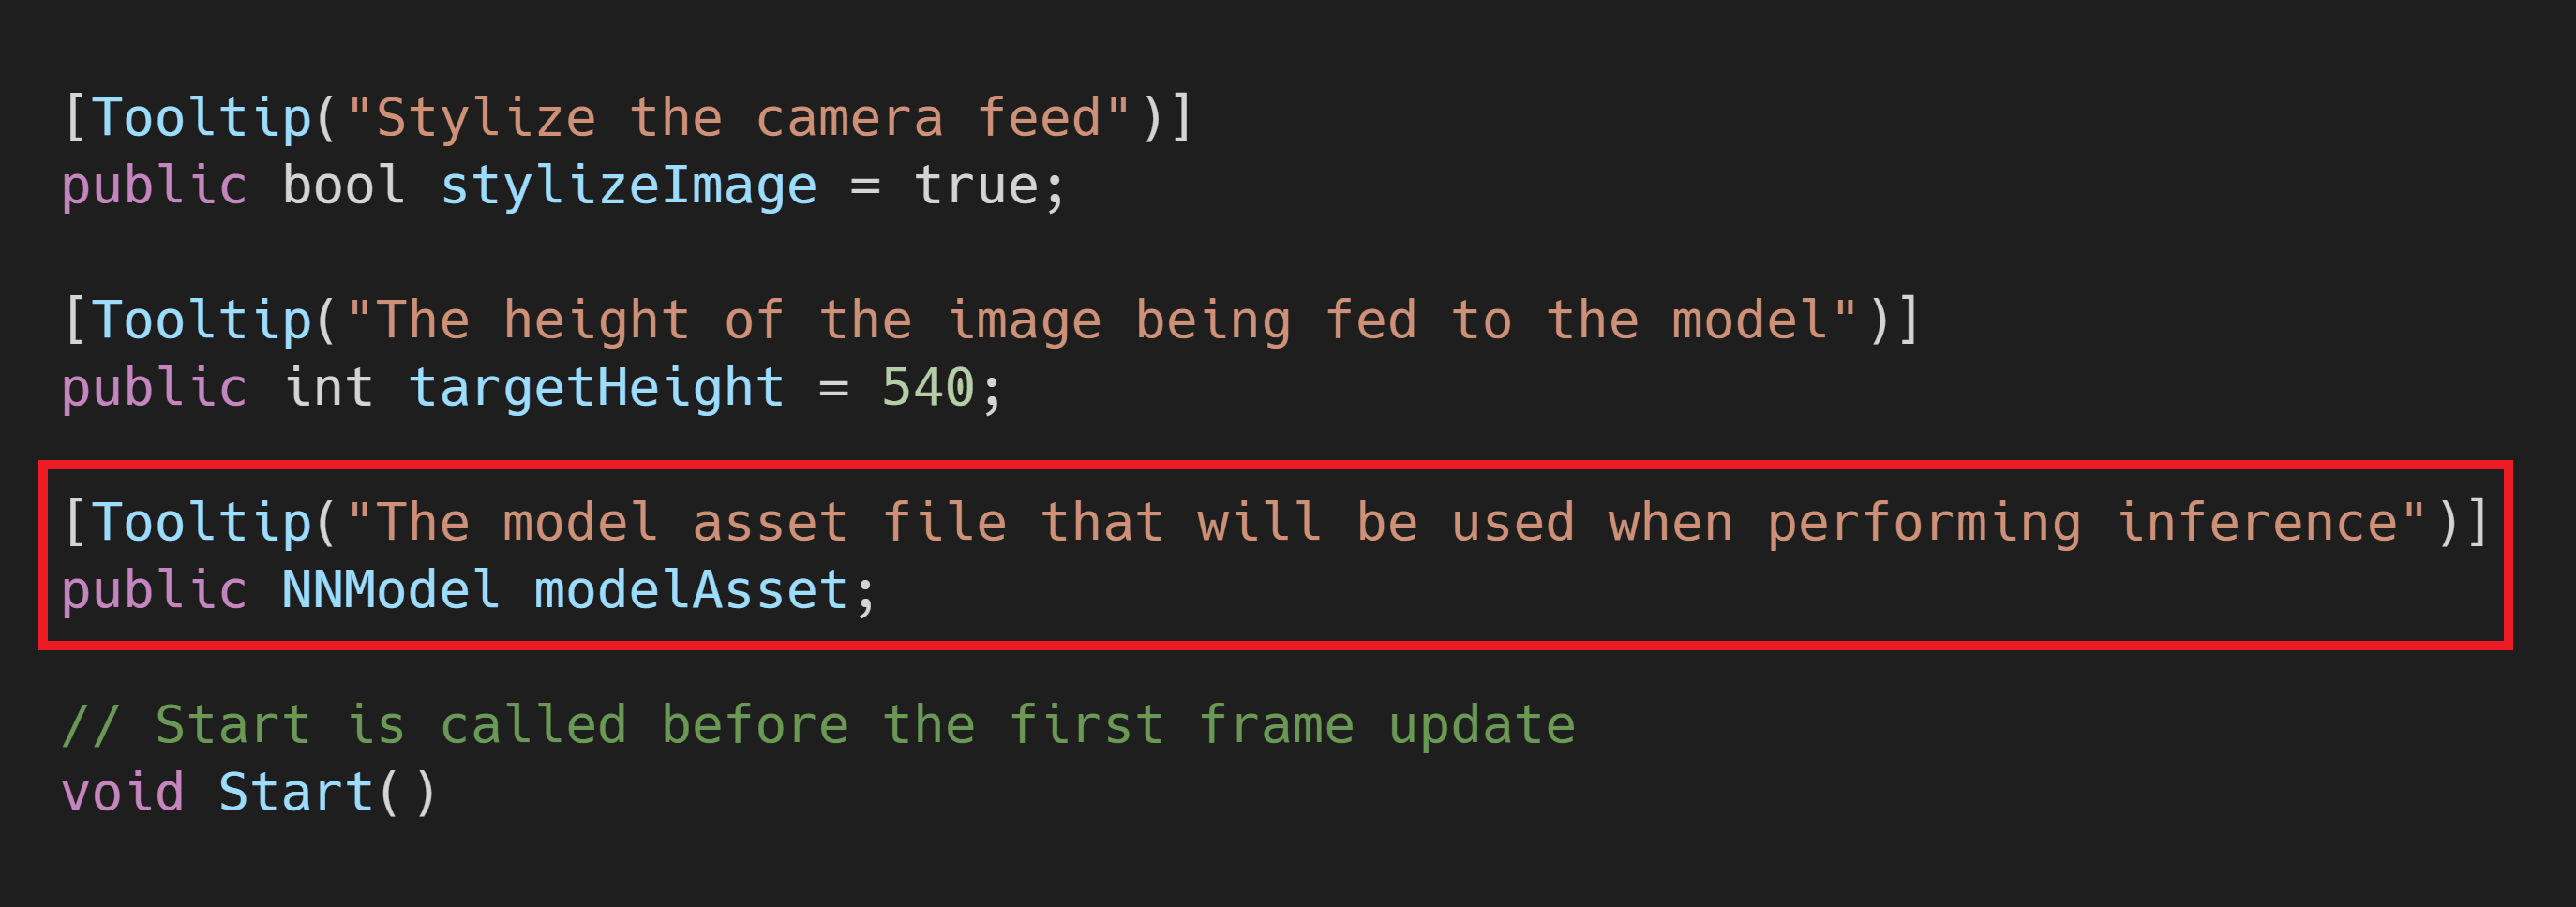 [Tooltip("Stylize the camera feed")]
public bool stylizeImage = true;
[Tooltip("The height of the image being fed to the model")]
public int targetHeight = 540;
[Tooltip("The model asset file that will be used when performing inference")]
public NNModel modelAsset;
// Start is called before the first frame update
void Start()